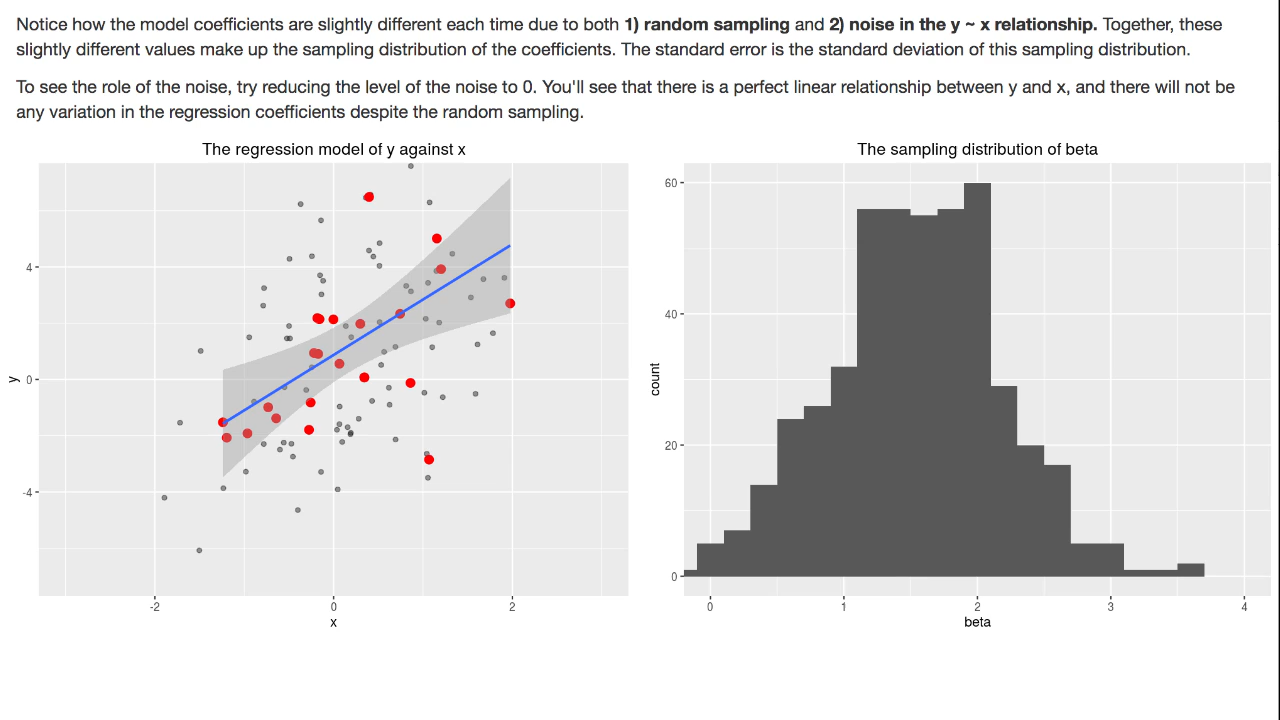 Notice how the model coefficients are slightly different each time due to both 1) random sampling and 2) noise in the y ~ x relationship. Together, these
slightly different values make up the sampling distribution of the coefficients. The standard error is the standard deviation of this sampling distribution.
To see the role of the noise, try reducing the level of the noise to 0. You'll see that there is a perfect linear relationship between y and x, and there will not be
any variation in the regression coefficients despite the random sampling.
The regression model of y against x
4
0
-4
y
-2 0 2
x
The sampling distribution of beta
60
40
20
0
count
0 1 2 3 4
beta